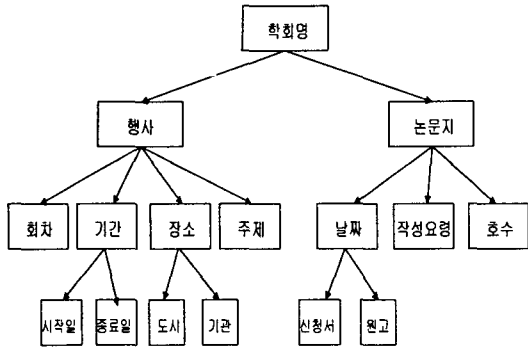 학회명
행사
논문지
회차
기간
장소
주제
날짜
작성요령
호수
시작일
종료일
도시
기관
신청서
원고